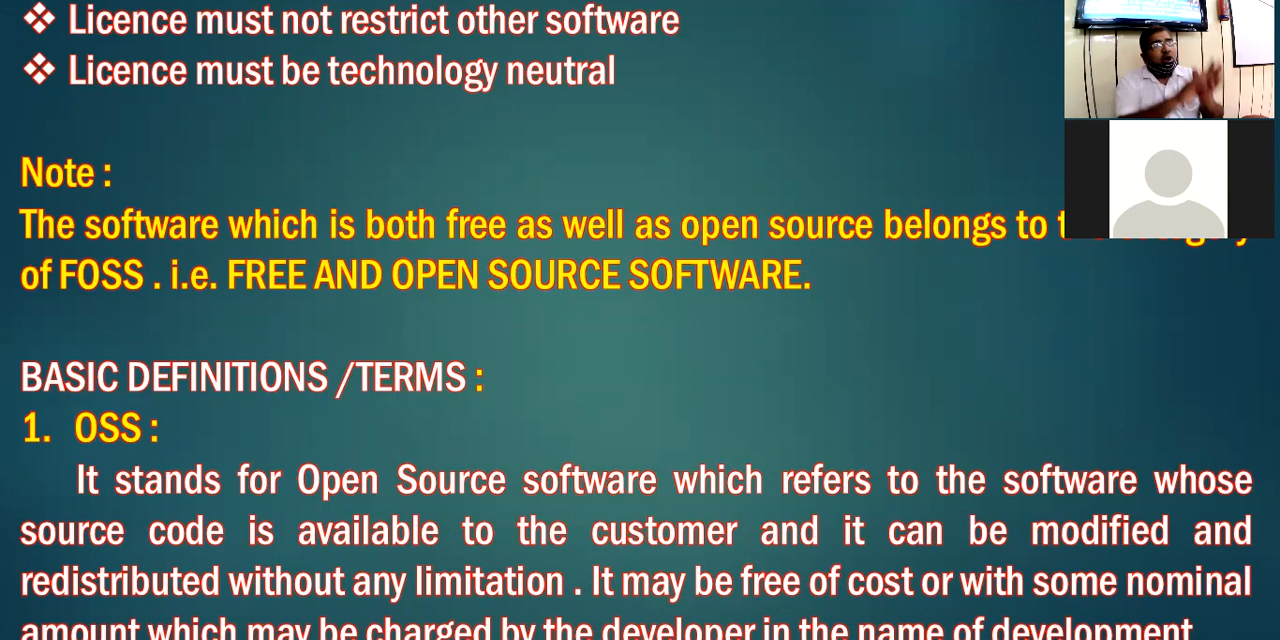 ❖ Licence must not restrict other software
❖ Licence must be technology neutral
Note :
The software which is both free as well as open source belongs to
of FOSS . i.e. FREE AND OPEN SOURCE SOFTWARE.
BASIC DEFINITIONS /TERMS :
1. OSS :
It stands for Open Source software which refers to the software whose
source code is available to the customer and it can be modified and
redistributed without any limitation . It may be free of cost or with some nominal
amount which may be charged by the developer in the name of development